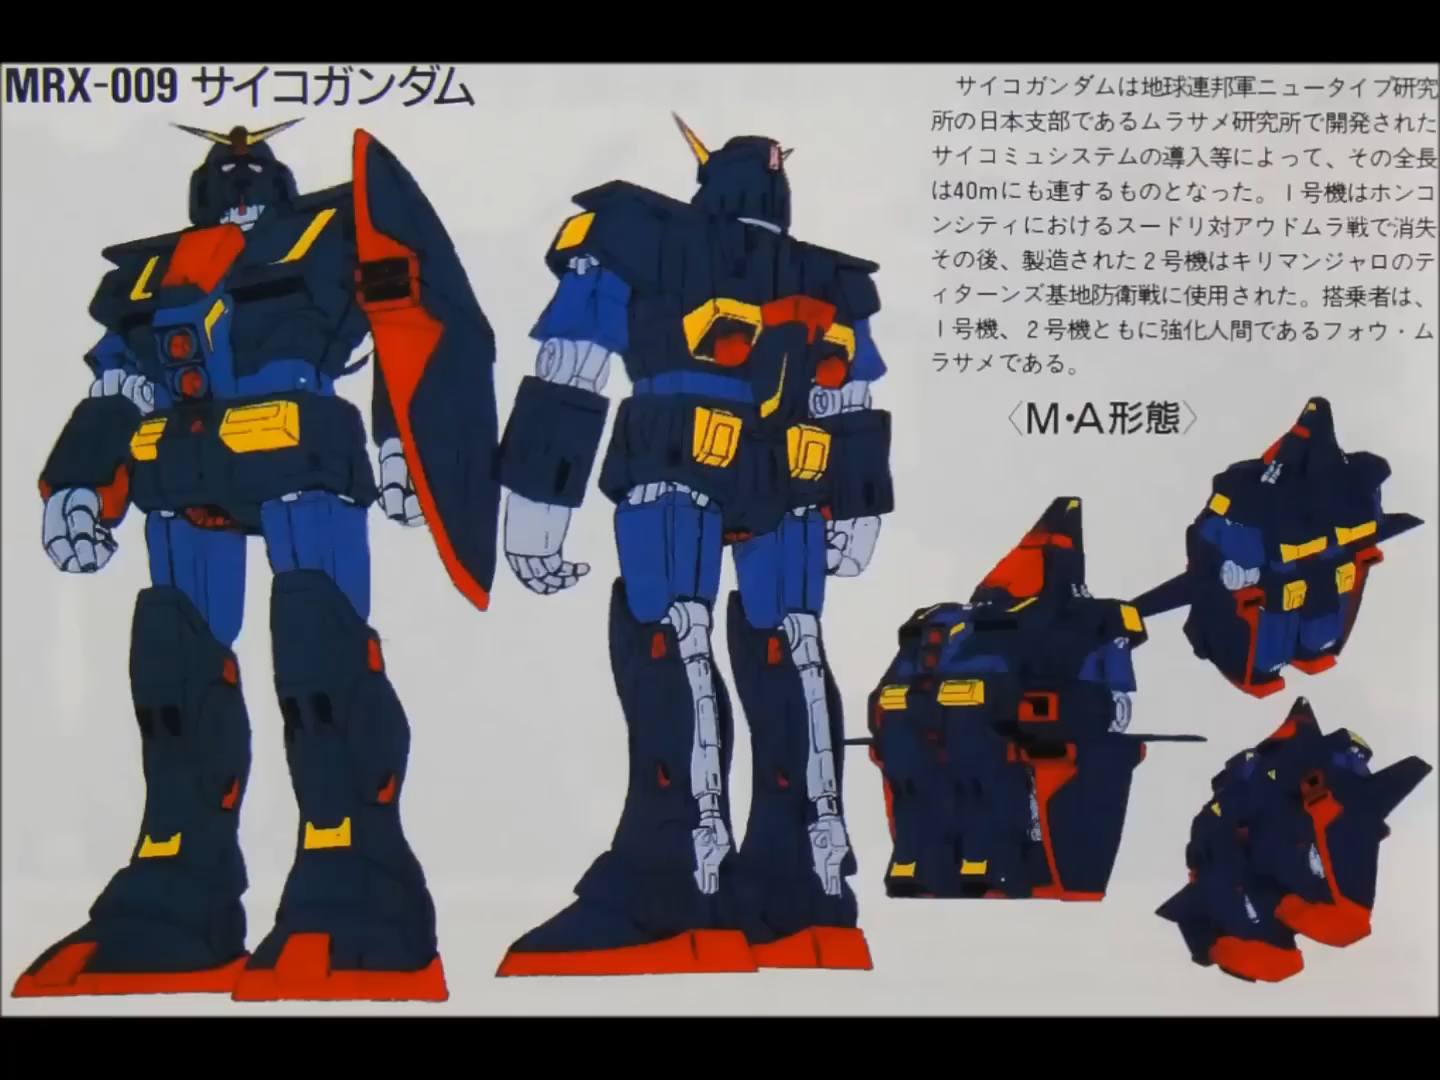 MRX-009 サイコガンダム
サイコガンダムは地球連邦軍ニュータイプ研究
所の日本支部であるムラサメ研究所で開発された
サイコミュシステムの導入等によって、その全長
は40mにも連するものとなった。1号機はホンコ
ンシティにおけるスードリ対アウドムラ戦で消失
その後、製造された2号機はキリマンジャロのテ
ィターンズ基地防衛戦に使用された。搭乗者は、
1号機、2号機ともに強化人間であるフォウ・ム
ラサメである。
〈M・A形態〉